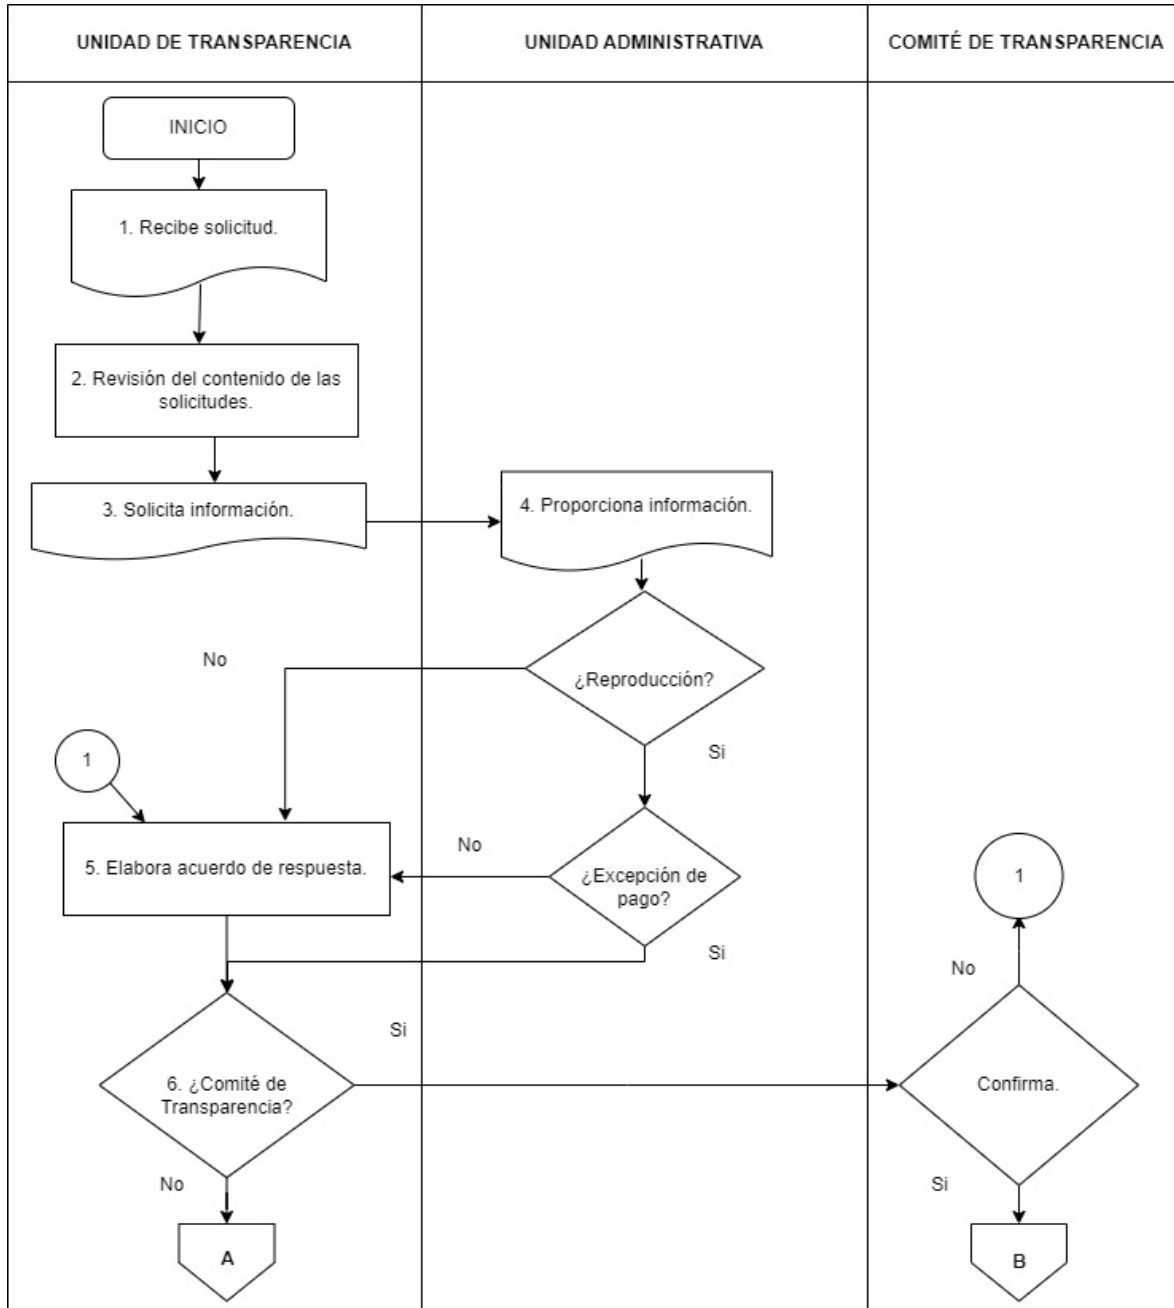 UNIDAD DE TRANSPARENCIA
UNIDAD ADMINISTRATIVA
COMITÉ DE TRANSPARENCIA
INICIO
1. Recibe solicitud.
2. Revisión del contenido de las
solicitudes.
3. Solicita información.
4. Proporciona información.
¿Reproducción?
No
Si
1
5. Elabora acuerdo de respuesta.
No
¿Excepción de
pago?
Si
1
No
Si
6. ¿Comité de
Transparencia?
Confirma.
No
Si
A
B